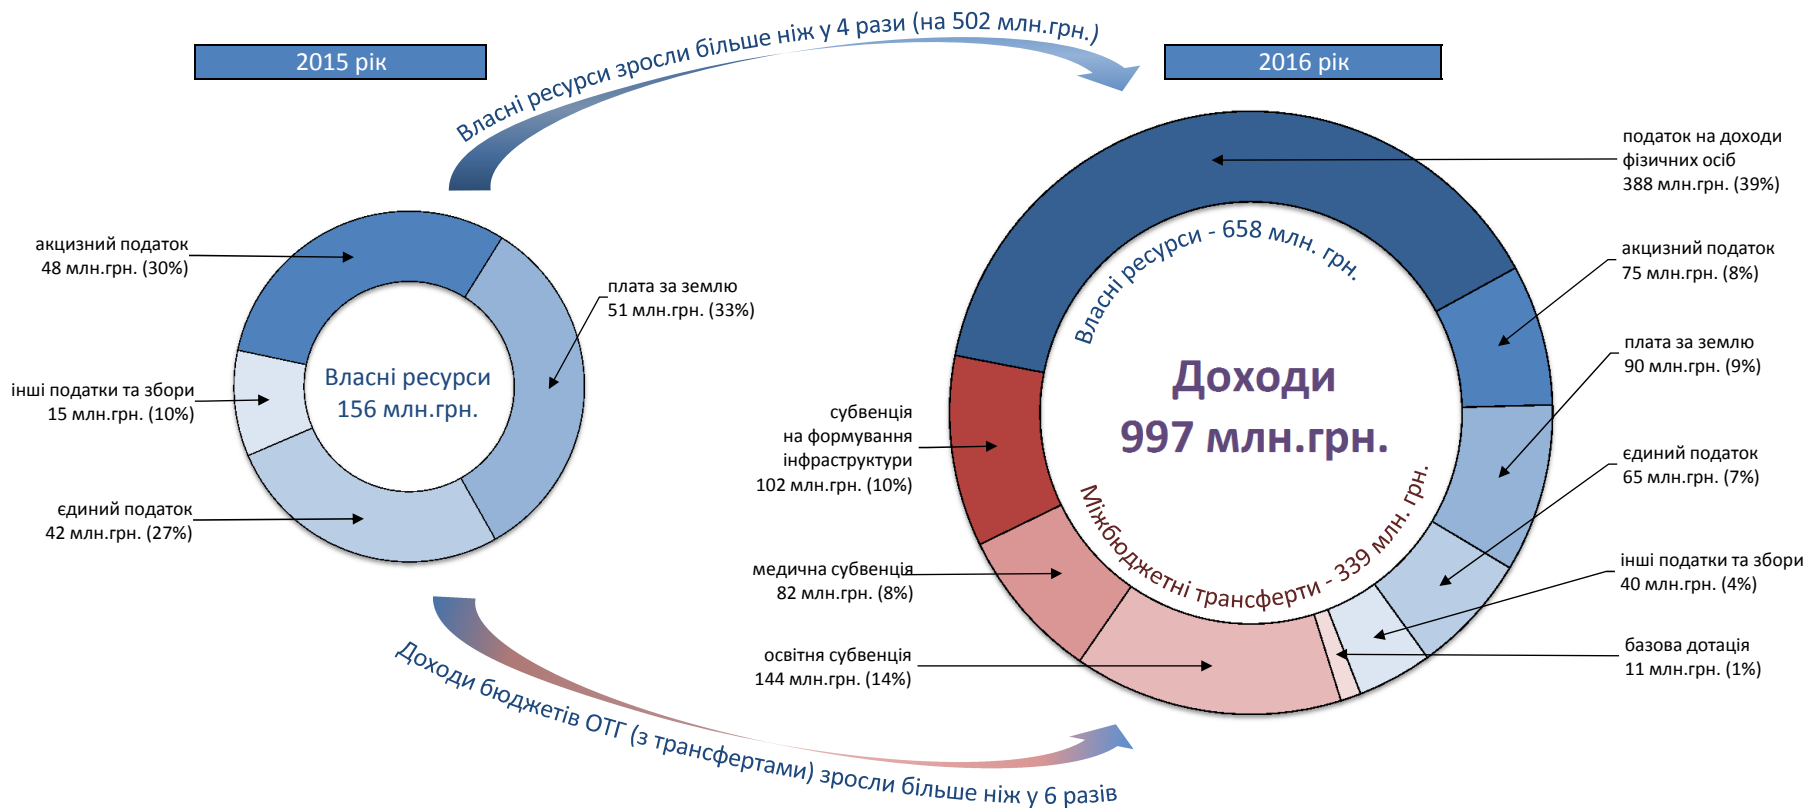 Власні ресурси зросли більше ніж у 4 рази (на 502 млн.грн.)
2015 рік
2016 рік
акцизний податок
48 млн.грн. (30%)
плата за землю
51 млн.грн. (33%)
інші податки та збори
15 млн.грн. (10%)
єдиний податок
42 млн.грн. (27%)
Власні ресурси
156 млн.грн.
податок на доходи
фізичних осіб
388 млн.грн. (39%)
акцизний податок
75 млн.грн. (8%)
плата за землю
90 млн.грн. (9%)
єдиний податок
65 млн.грн. (7%)
інші податки та збори
40 млн.грн. (4%)
базова дотація
11 млн.грн. (1%)
субвенція
на формування
інфраструктури
102 млн.грн. (10%)
медична субвенція
82 млн.грн. (8%)
освітня субвенція
144 млн.грн. (14%)
Власні ресурси - 658 млн. грн.
Доходи
997 млн.грн.
Міжбюджетні трансферти - 339 млн. грн.
Доходи бюджетів ОТГ (з трансфертами) зросли більше ніж у 6 разів